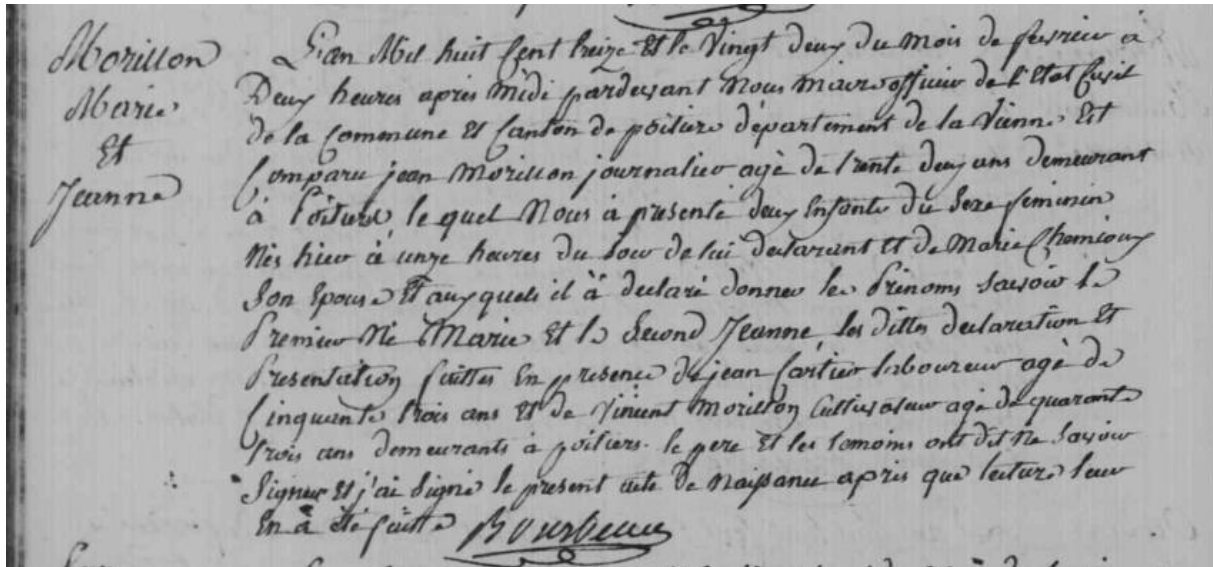 Morillon
Marie
Et
Jeanne
L'an Mil huit Cent treize Et le Vingt deux du mois de fevrier à
Deux heures après Midi pardevant Nous Maire officier de l'Etat Civil
de la Commune Et Canton de département de la Vienne Est
Comparu jean Morillon journalier agé de trente deux ans demeurant
à le quel Nous à presenté deux Enfants du Sexe feminin
Nés hier à unze heures du Soir de lui declarant et de Marie
Son Epouse Et auxquels il à declaré donner les Prénoms savoir le
Premier Né Marie Et le Second Jeanne, les dittes declaration Et
Presentation faittes En presence de jean Cartier laboureur agé de
Cinquante trois ans Et de Vincent Morillon Cultivateur agé de quarante
trois ans demeurants à poitiers. le pere Et les temoins ont dit Ne Savoir
Signer Et j'ai Signé le present acte de Naissance après que lecture leur
En à été faitte